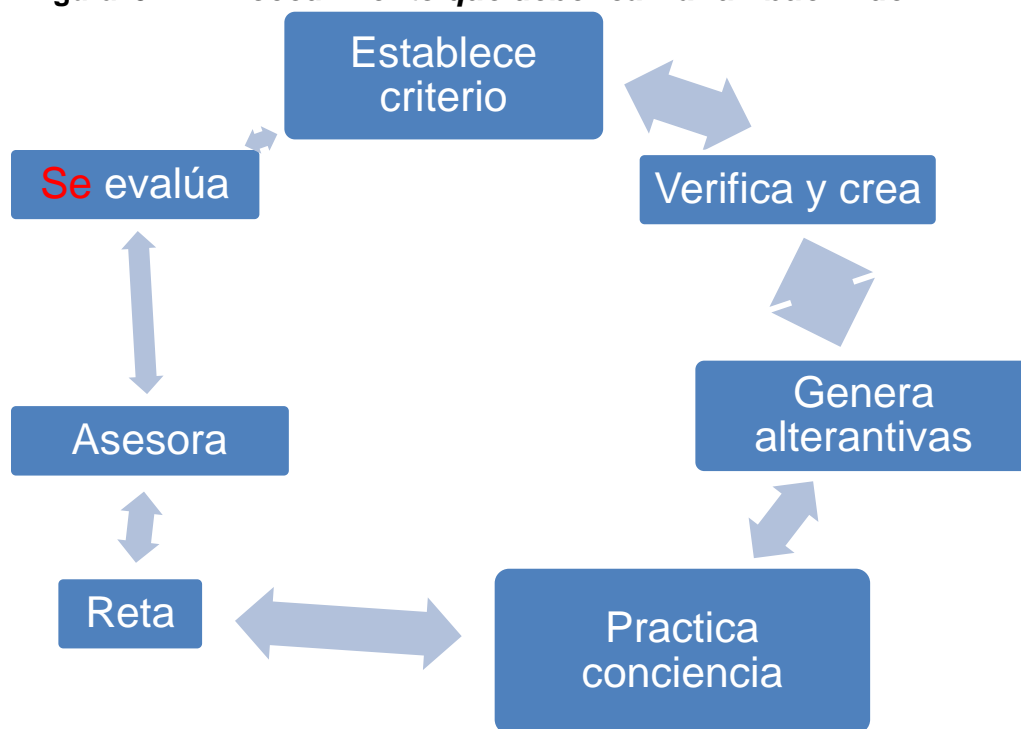 Establece
criterio
Verifica y crea
Genera
alterantivas
Practica
conciencia
Reta
Asesora
Se evalúa